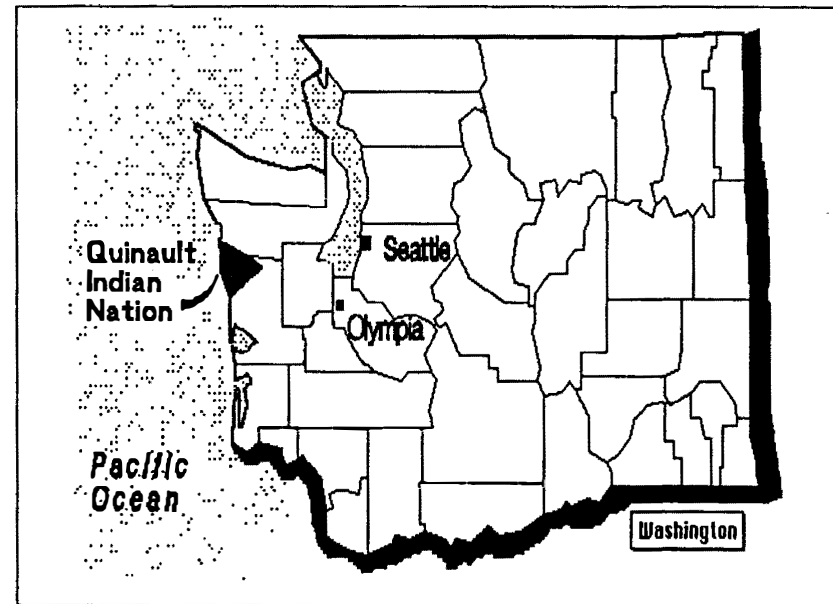 Quinault
Indian
Nation
Seattle
Olympia
Pacific
Ocean
Washington